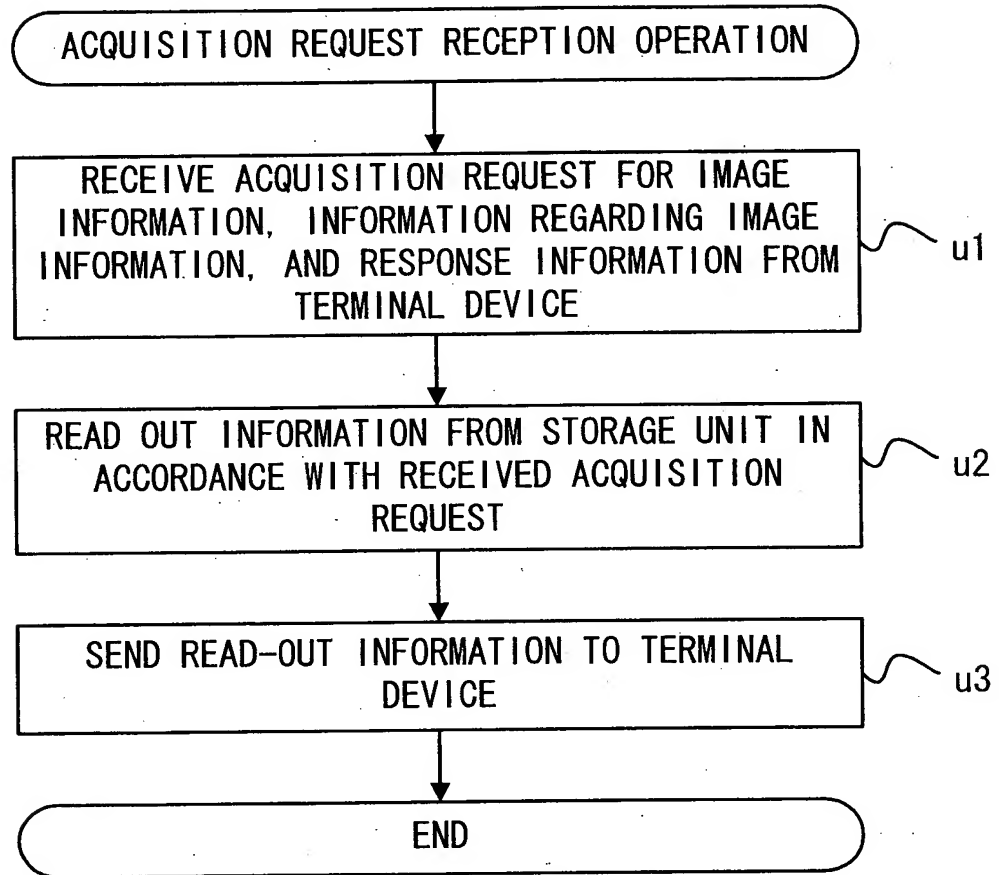 ACQUISITION REQUEST RECEPTION OPERATION
RECEIVE ACQUISITION REQUEST FOR IMAGE
INFORMATION, INFORMATION REGARDING IMAGE
INFORMATION, AND RESPONSE INFORMATION FROM
TERMINAL DEVICE
u1
READ OUT INFORMATION FROM STORAGE UNIT IN
ACCORDANCE WITH RECEIVED ACQUISITION
REQUEST
u2
SEND READ-OUT INFORMATION TO TERMINAL
DEVICE
u3
END